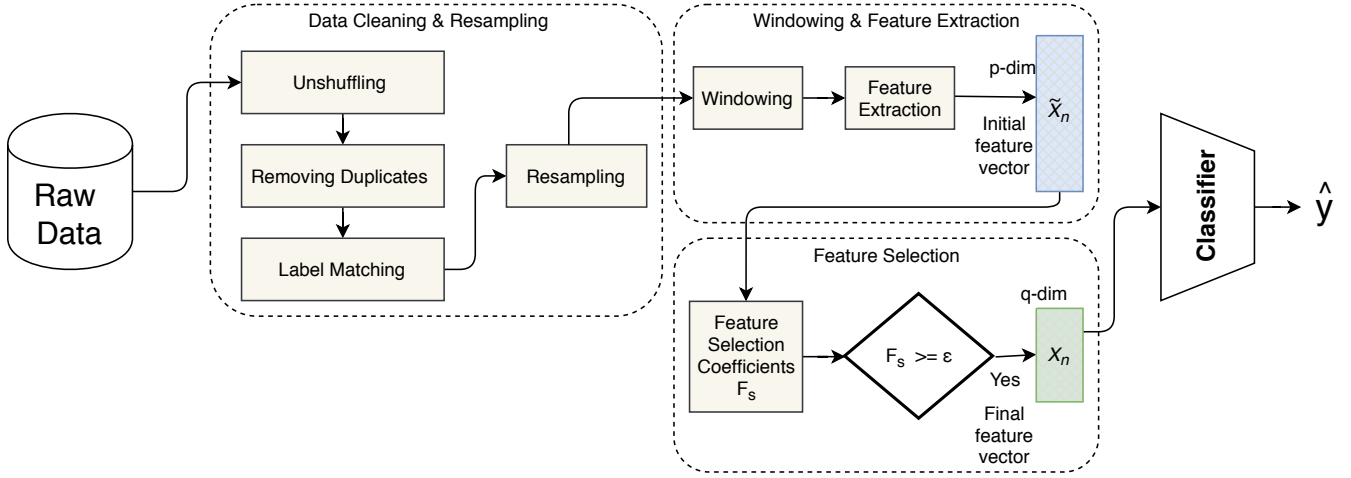 Raw
Data
Data Cleaning & Resampling
Unshuffling
Removing Duplicates
Label Matching
Resampling
Windowing & Feature Extraction
Windowing
Feature
Extraction
p-dim
Initial
feature
vector
x̃ₙ
Feature Selection
Feature
Selection
Coefficients
Fₛ
Fₛ >= ε
Yes
q-dim
xₙ
Final
feature
vector
Classifier
ŷ